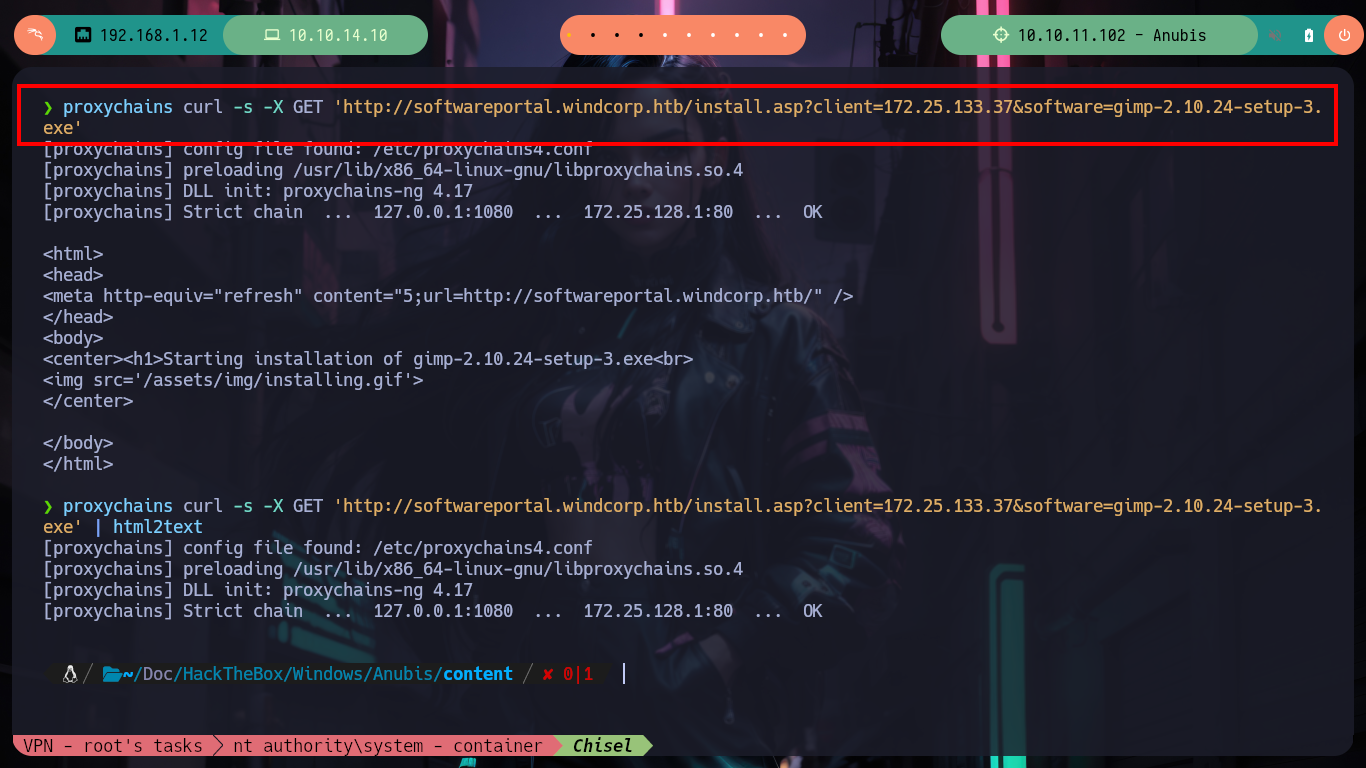 192.168.1.12 10.10.14.10 10.10.11.102 - Anubis
❯ proxychains curl -s -X GET 'http://softwareportal.windcorp.htb/install.asp?client=172.25.133.37&software=gimp-2.10.24-setup-3.
exe'
[proxychains] config file found: /etc/proxychains4.conf
[proxychains] preloading /usr/lib/x86_64-linux-gnu/libproxychains.so.4
[proxychains] DLL init: proxychains-ng 4.17
[proxychains] Strict chain  ...  127.0.0.1:1080  ...  172.25.128.1:80  ...  OK
<html>
<head>
<meta http-equiv="refresh" content="5;url=http://softwareportal.windcorp.htb/" />
</head>
<body>
<center><h1>Starting installation of gimp-2.10.24-setup-3.exe<br>
<img src='/assets/img/installing.gif'>
</center>
</body>
</html>
❯ proxychains curl -s -X GET 'http://softwareportal.windcorp.htb/install.asp?client=172.25.133.37&software=gimp-2.10.24-setup-3.
exe' | html2text
[proxychains] config file found: /etc/proxychains4.conf
[proxychains] preloading /usr/lib/x86_64-linux-gnu/libproxychains.so.4
[proxychains] DLL init: proxychains-ng 4.17
[proxychains] Strict chain  ...  127.0.0.1:1080  ...  172.25.128.1:80  ...  OK
/ ~/Doc/HackTheBox/Windows/Anubis/content / ✘ 0|1
VPN - root's tasks nt authority\system - container Chisel